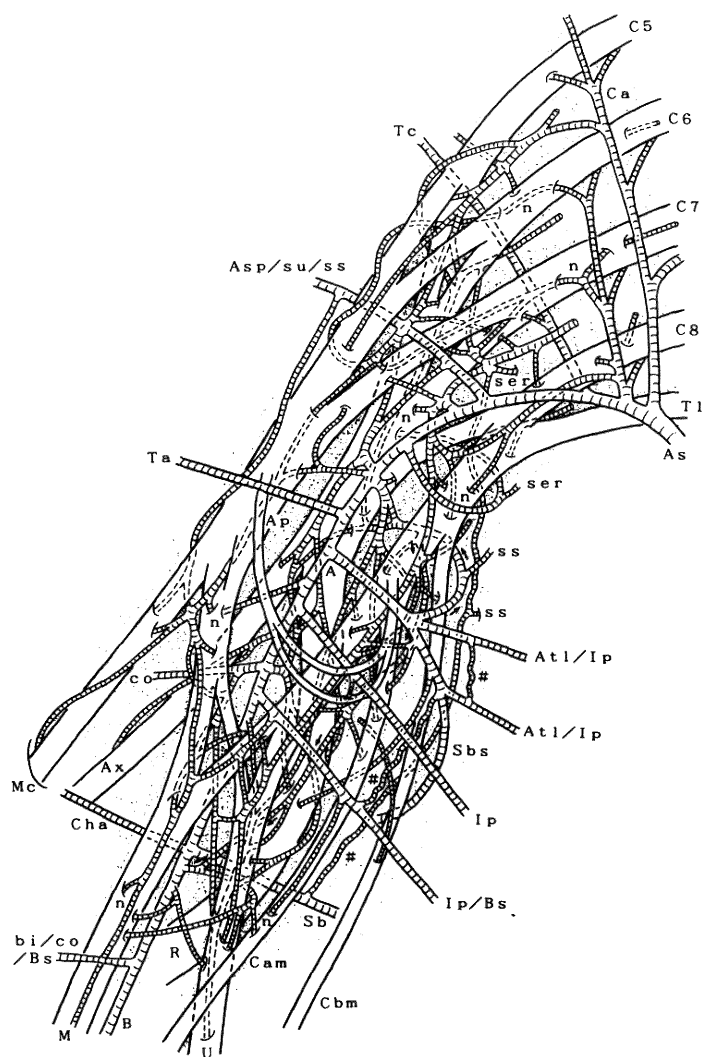 C5
Ca
C6
Tc
n
C7
Asp/su/ss
n
C8
ser
Tl
n
As
Ta
ser
n
Ap
ss
A
n
ss
Atl/Ip
co
#
Atl/Ip
Sbs
Ax
Mc
#
Cha
Ip
#
n
n
Ip/Bs
Sb
bi/co
/Bs
R
Cam
Cbm
M
B
U